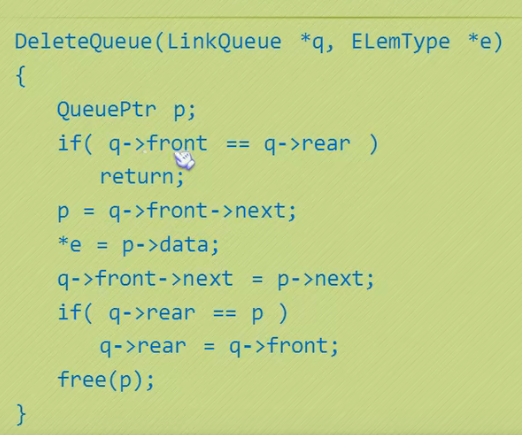 DeleteQueue(LinkQueue *q, ELemType *e)
{
    QueuePtr p;
    if( q->front == q->rear )
        return;
    p = q->front->next;
    *e = p->data;
    q->front->next = p->next;
    if( q->rear == p )
        q->rear = q->front;
    free(p);
}